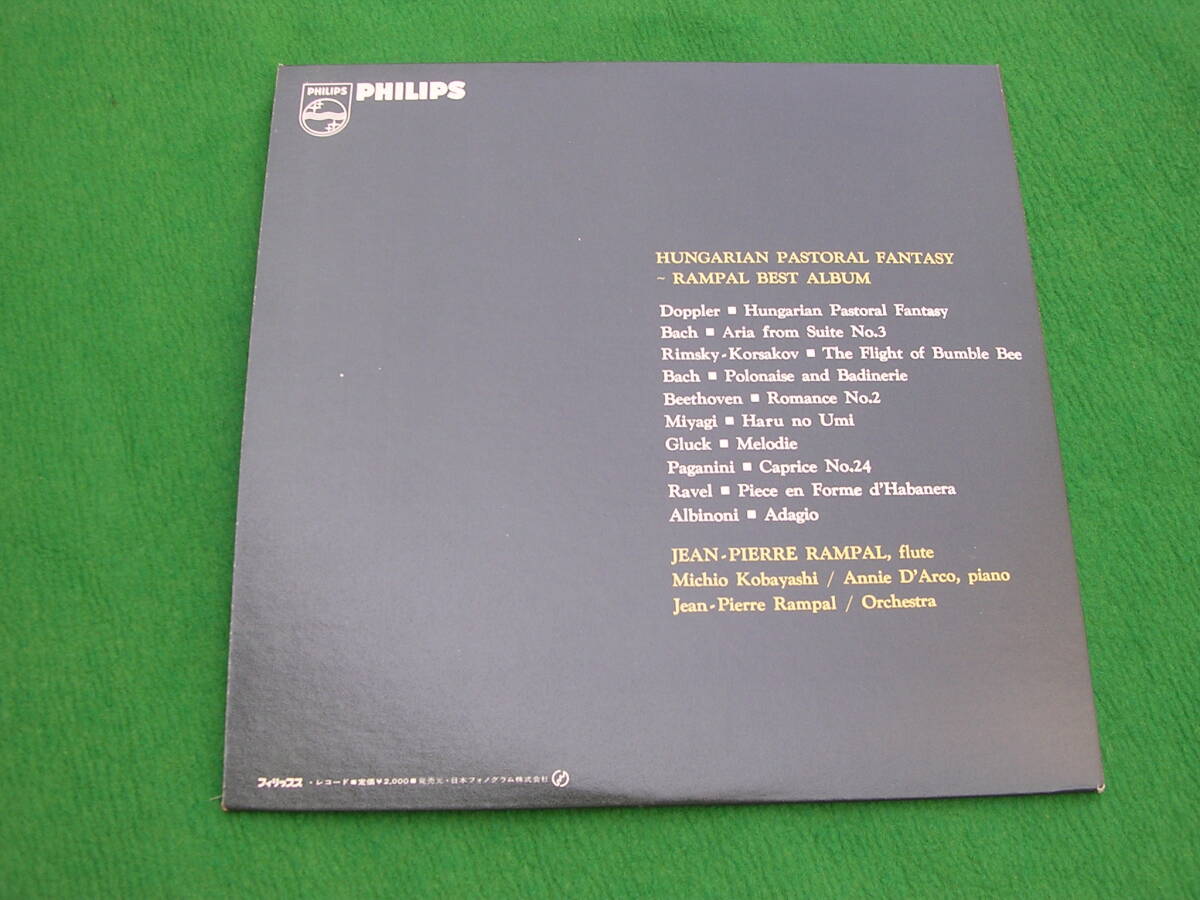 PHILIPS
PHILIPS
HUNGARIAN PASTORAL FANTASY
~ RAMPAL BEST ALBUM
Doppler ■ Hungarian Pastoral Fantasy
Bach ■ Aria from Suite No.3
Rimsky-Korsakov ■ The Flight of Bumble Bee
Bach ■ Polonaise and Badinerie
Beethoven ■ Romance No.2
Miyagi ■ Haru no Umi
Gluck ■ Melodie
Paganini ■ Caprice No.24
Ravel ■ Piece en Forme d'Habanera
Albinoni ■ Adagio
JEAN-PIERRE RAMPAL, flute
Michio Kobayashi / Annie D'Arco, piano
Jean-Pierre Rampal / Orchestra
フィリップス・レコード■定価¥2,000■発売元・日本フォノグラム株式会社